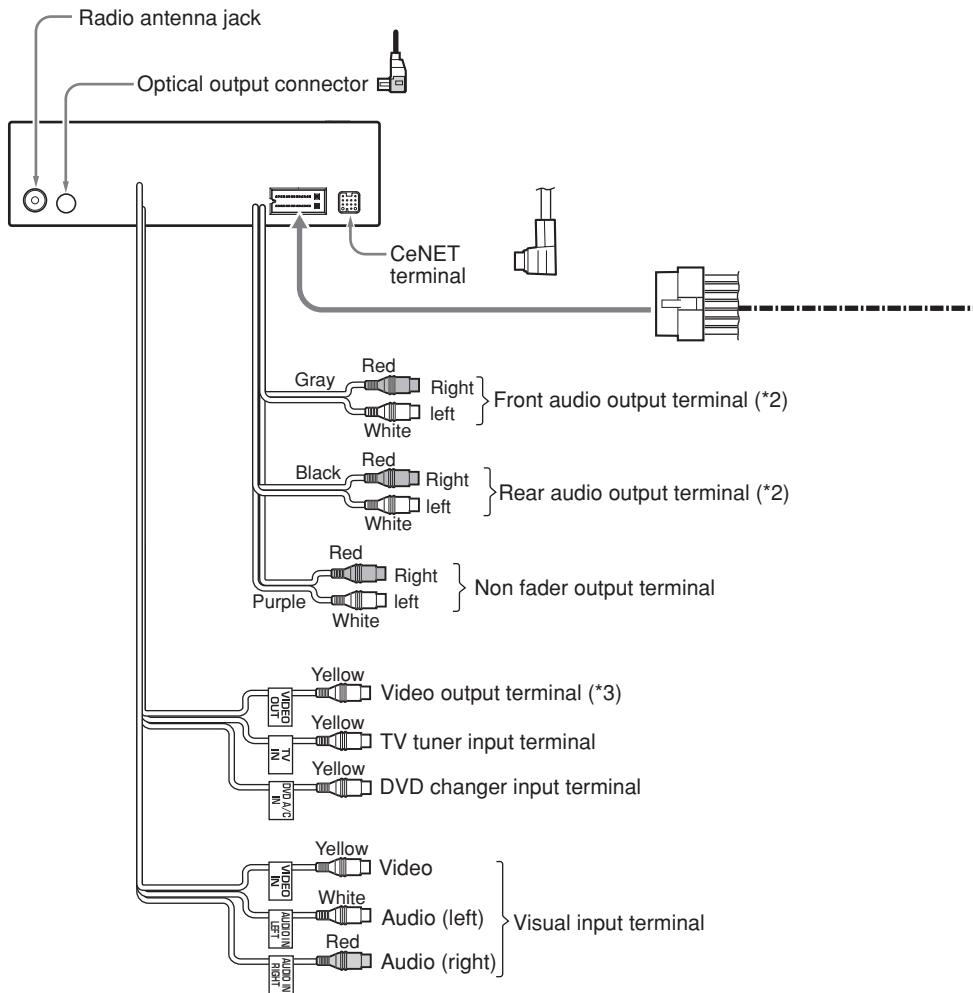 Radio antenna jack
Optical output connector
CeNET
terminal
Gray
Red
Right
left
White
Front audio output terminal (*2)
Black
Red
Right
left
White
Rear audio output terminal (*2)
Purple
Red
Right
left
White
Non fader output terminal
VIDEO
OUT
Yellow
Video output terminal (*3)
TV
IN
Yellow
TV tuner input terminal
DVD A/C
IN
Yellow
DVD changer input terminal
VIDEO
IN
Yellow
Video
AUDIO IN
LEFT
White
Audio (left)
AUDIO IN
RIGHT
Red
Audio (right)
Visual input terminal